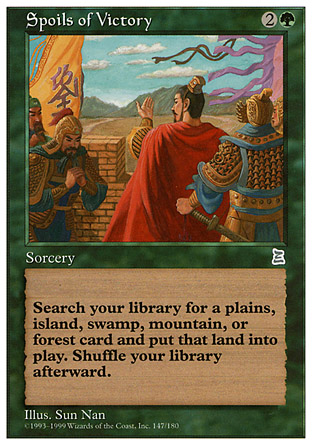 Spoils of Victory 2
劉
Sorcery
Search your library for a plains,
island, swamp, mountain, or
forest card and put that land into
play. Shuffle your library
afterward.
Illus. Sun Nan
©1993-1999 Wizards of the Coast, Inc. 147/180